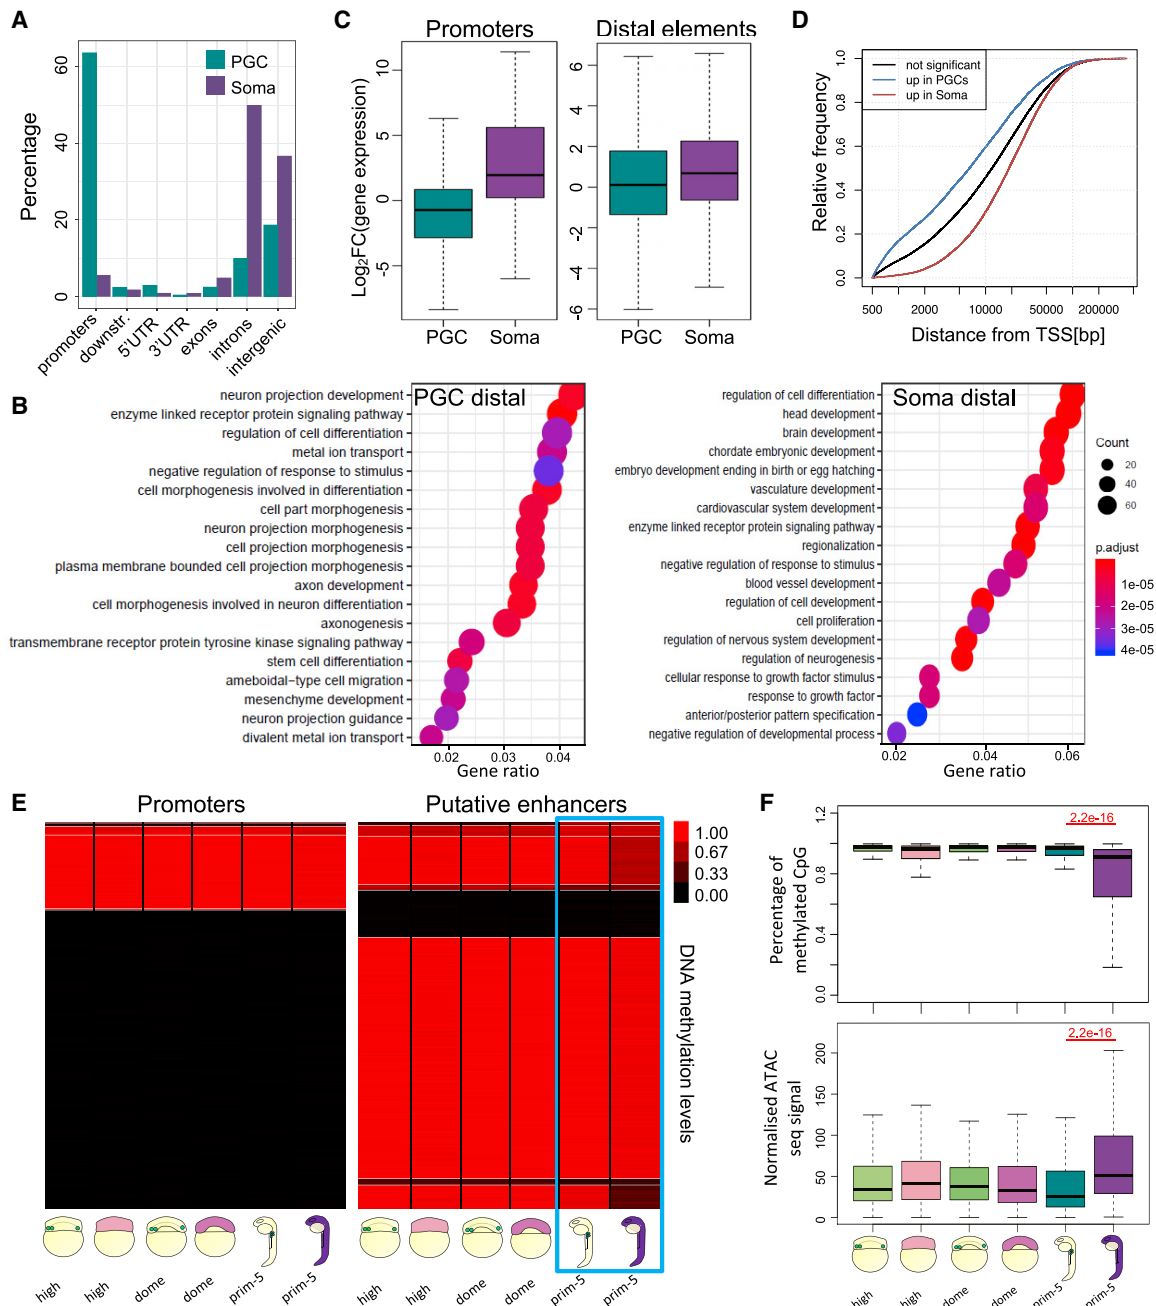 A
Percentage
60
40
20
0
PGC
Soma
promoters
downstr.
5'UTR
3'UTR
exons
introns
intergenic
C
Promoters
Distal elements
Log2FC(gene expression)
10
5
0
-5
PGC
Soma
6
4
2
0
-2
-4
-6
PGC
Soma
D
not significant
up in PGCs
up in Soma
Relative frequency
1.0
0.8
0.6
0.4
0.2
0.0
500
2000
10000
50000
200000
Distance from TSS[bp]
B
PGC distal
neuron projection development
enzyme linked receptor protein signaling pathway
regulation of cell differentiation
metal ion transport
negative regulation of response to stimulus
cell morphogenesis involved in differentiation
cell part morphogenesis
neuron projection morphogenesis
cell projection morphogenesis
plasma membrane bounded cell projection morphogenesis
axon development
cell morphogenesis involved in neuron differentiation
axonogenesis
transmembrane receptor protein tyrosine kinase signaling pathway
stem cell differentiation
ameboidal-type cell migration
mesenchyme development
neuron projection guidance
divalent metal ion transport
0.02
0.03
0.04
Gene ratio
Soma distal
regulation of cell differentiation
head development
brain development
chordate embryonic development
embryo development ending in birth or egg hatching
vasculature development
cardiovascular system development
enzyme linked receptor protein signaling pathway
regionalization
negative regulation of response to stimulus
blood vessel development
regulation of cell development
cell proliferation
regulation of nervous system development
regulation of neurogenesis
cellular response to growth factor stimulus
response to growth factor
anterior/posterior pattern specification
negative regulation of developmental process
0.02
0.04
0.06
Gene ratio
Count
20
40
60
p.adjust
1e-05
2e-05
3e-05
4e-05
E
Promoters
Putative enhancers
1.00
0.67
0.33
0.00
DNA methylation levels
high
high
dome
dome
prim-5
prim-5
high
high
dome
dome
prim-5
prim-5
F
Percentage of
methylated CpG
1.2
0.8
0.4
0.0
2.2e-16
Normalised ATAC
seq signal
200
150
100
50
0
2.2e-16
high
high
dome
dome
prim-5
prim-5